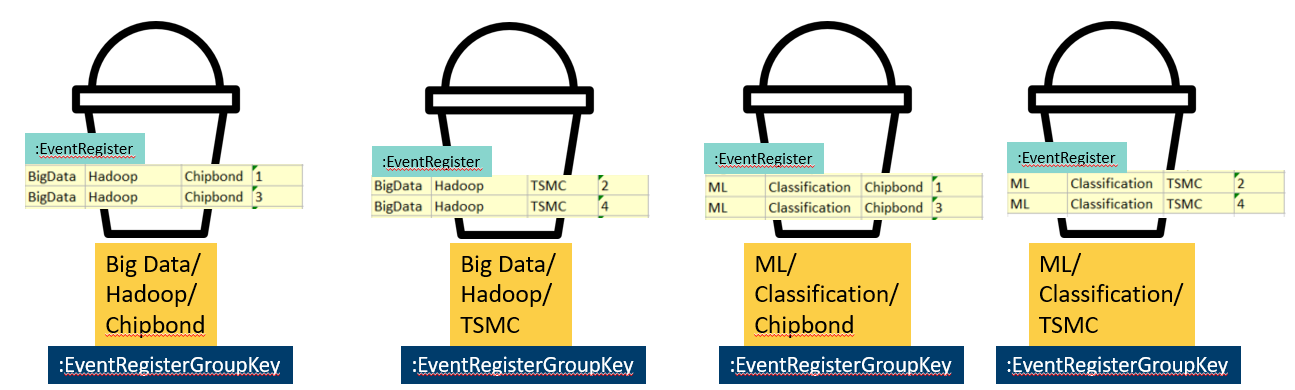 :EventRegister
BigData Hadoop Chipbond 1
BigData Hadoop Chipbond 3
Big Data/
Hadoop/
Chipbond
:EventRegisterGroupKey
:EventRegister
BigData Hadoop TSMC 2
BigData Hadoop TSMC 4
Big Data/
Hadoop/
TSMC
:EventRegisterGroupKey
:EventRegister
ML Classification Chipbond 1
ML Classification Chipbond 3
ML/
Classification/
Chipbond
:EventRegisterGroupKey
:EventRegister
ML Classification TSMC 2
ML Classification TSMC 4
ML/
Classification/
TSMC
:EventRegisterGroupKey